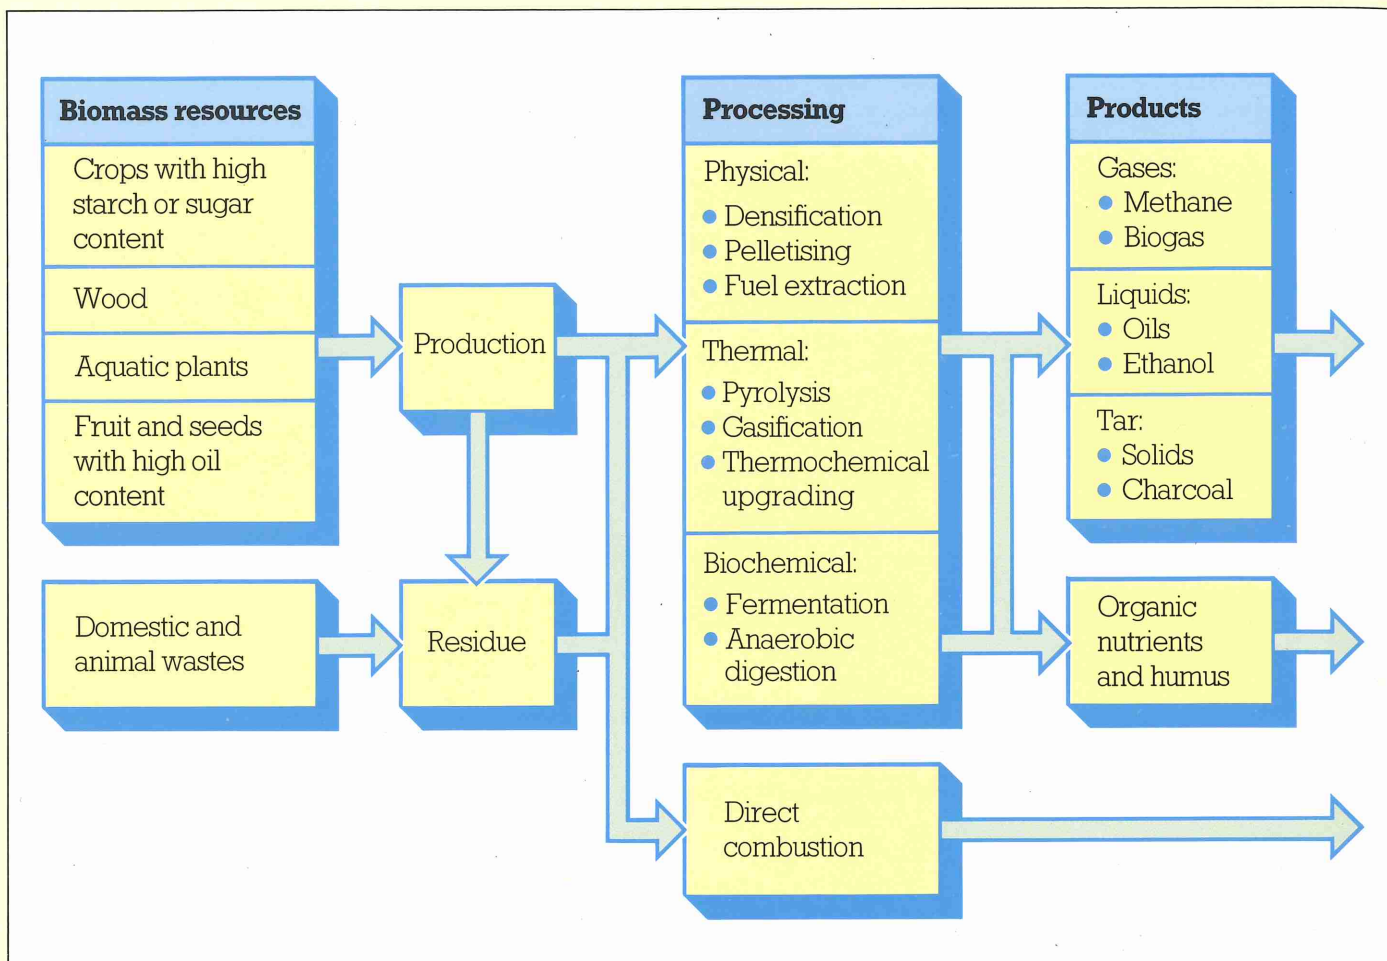 Biomass resources
Crops with high
starch or sugar
content
Wood
Aquatic plants
Fruit and seeds
with high oil
content
Domestic and
animal wastes
Production
Residue
Processing
Physical:
• Densification
• Pelletising
• Fuel extraction
Thermal:
• Pyrolysis
• Gasification
• Thermochemical
upgrading
Biochemical:
• Fermentation
• Anaerobic
digestion
Direct
combustion
Products
Gases:
• Methane
• Biogas
Liquids:
• Oils
• Ethanol
Tar:
• Solids
• Charcoal
Organic
nutrients
and humus